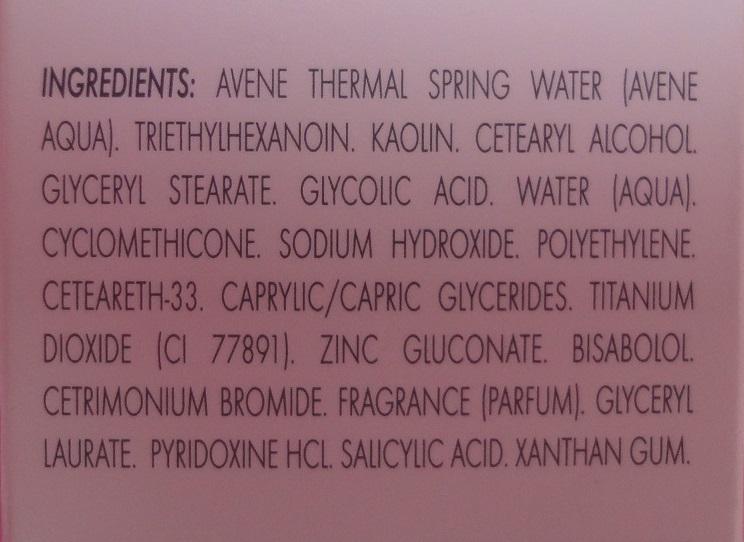 INGREDIENTS: AVENE THERMAL SPRING WATER (AVENE
AQUA). TRIETHYLHEXANOIN. KAOLIN. CETEARYL ALCOHOL.
GLYCERYL STEARATE. GLYCOLIC ACID. WATER (AQUA).
CYCLOMETHICONE. SODIUM HYDROXIDE. POLYETHYLENE.
CETEARETH-33. CAPRYLIC/CAPRIC GLYCERIDES. TITANIUM
DIOXIDE (CI 77891). ZINC GLUCONATE. BISABOLOL.
CETRIMONIUM BROMIDE. FRAGRANCE (PARFUM). GLYCERYL
LAURATE. PYRIDOXINE HCL. SALICYLIC ACID. XANTHAN GUM.